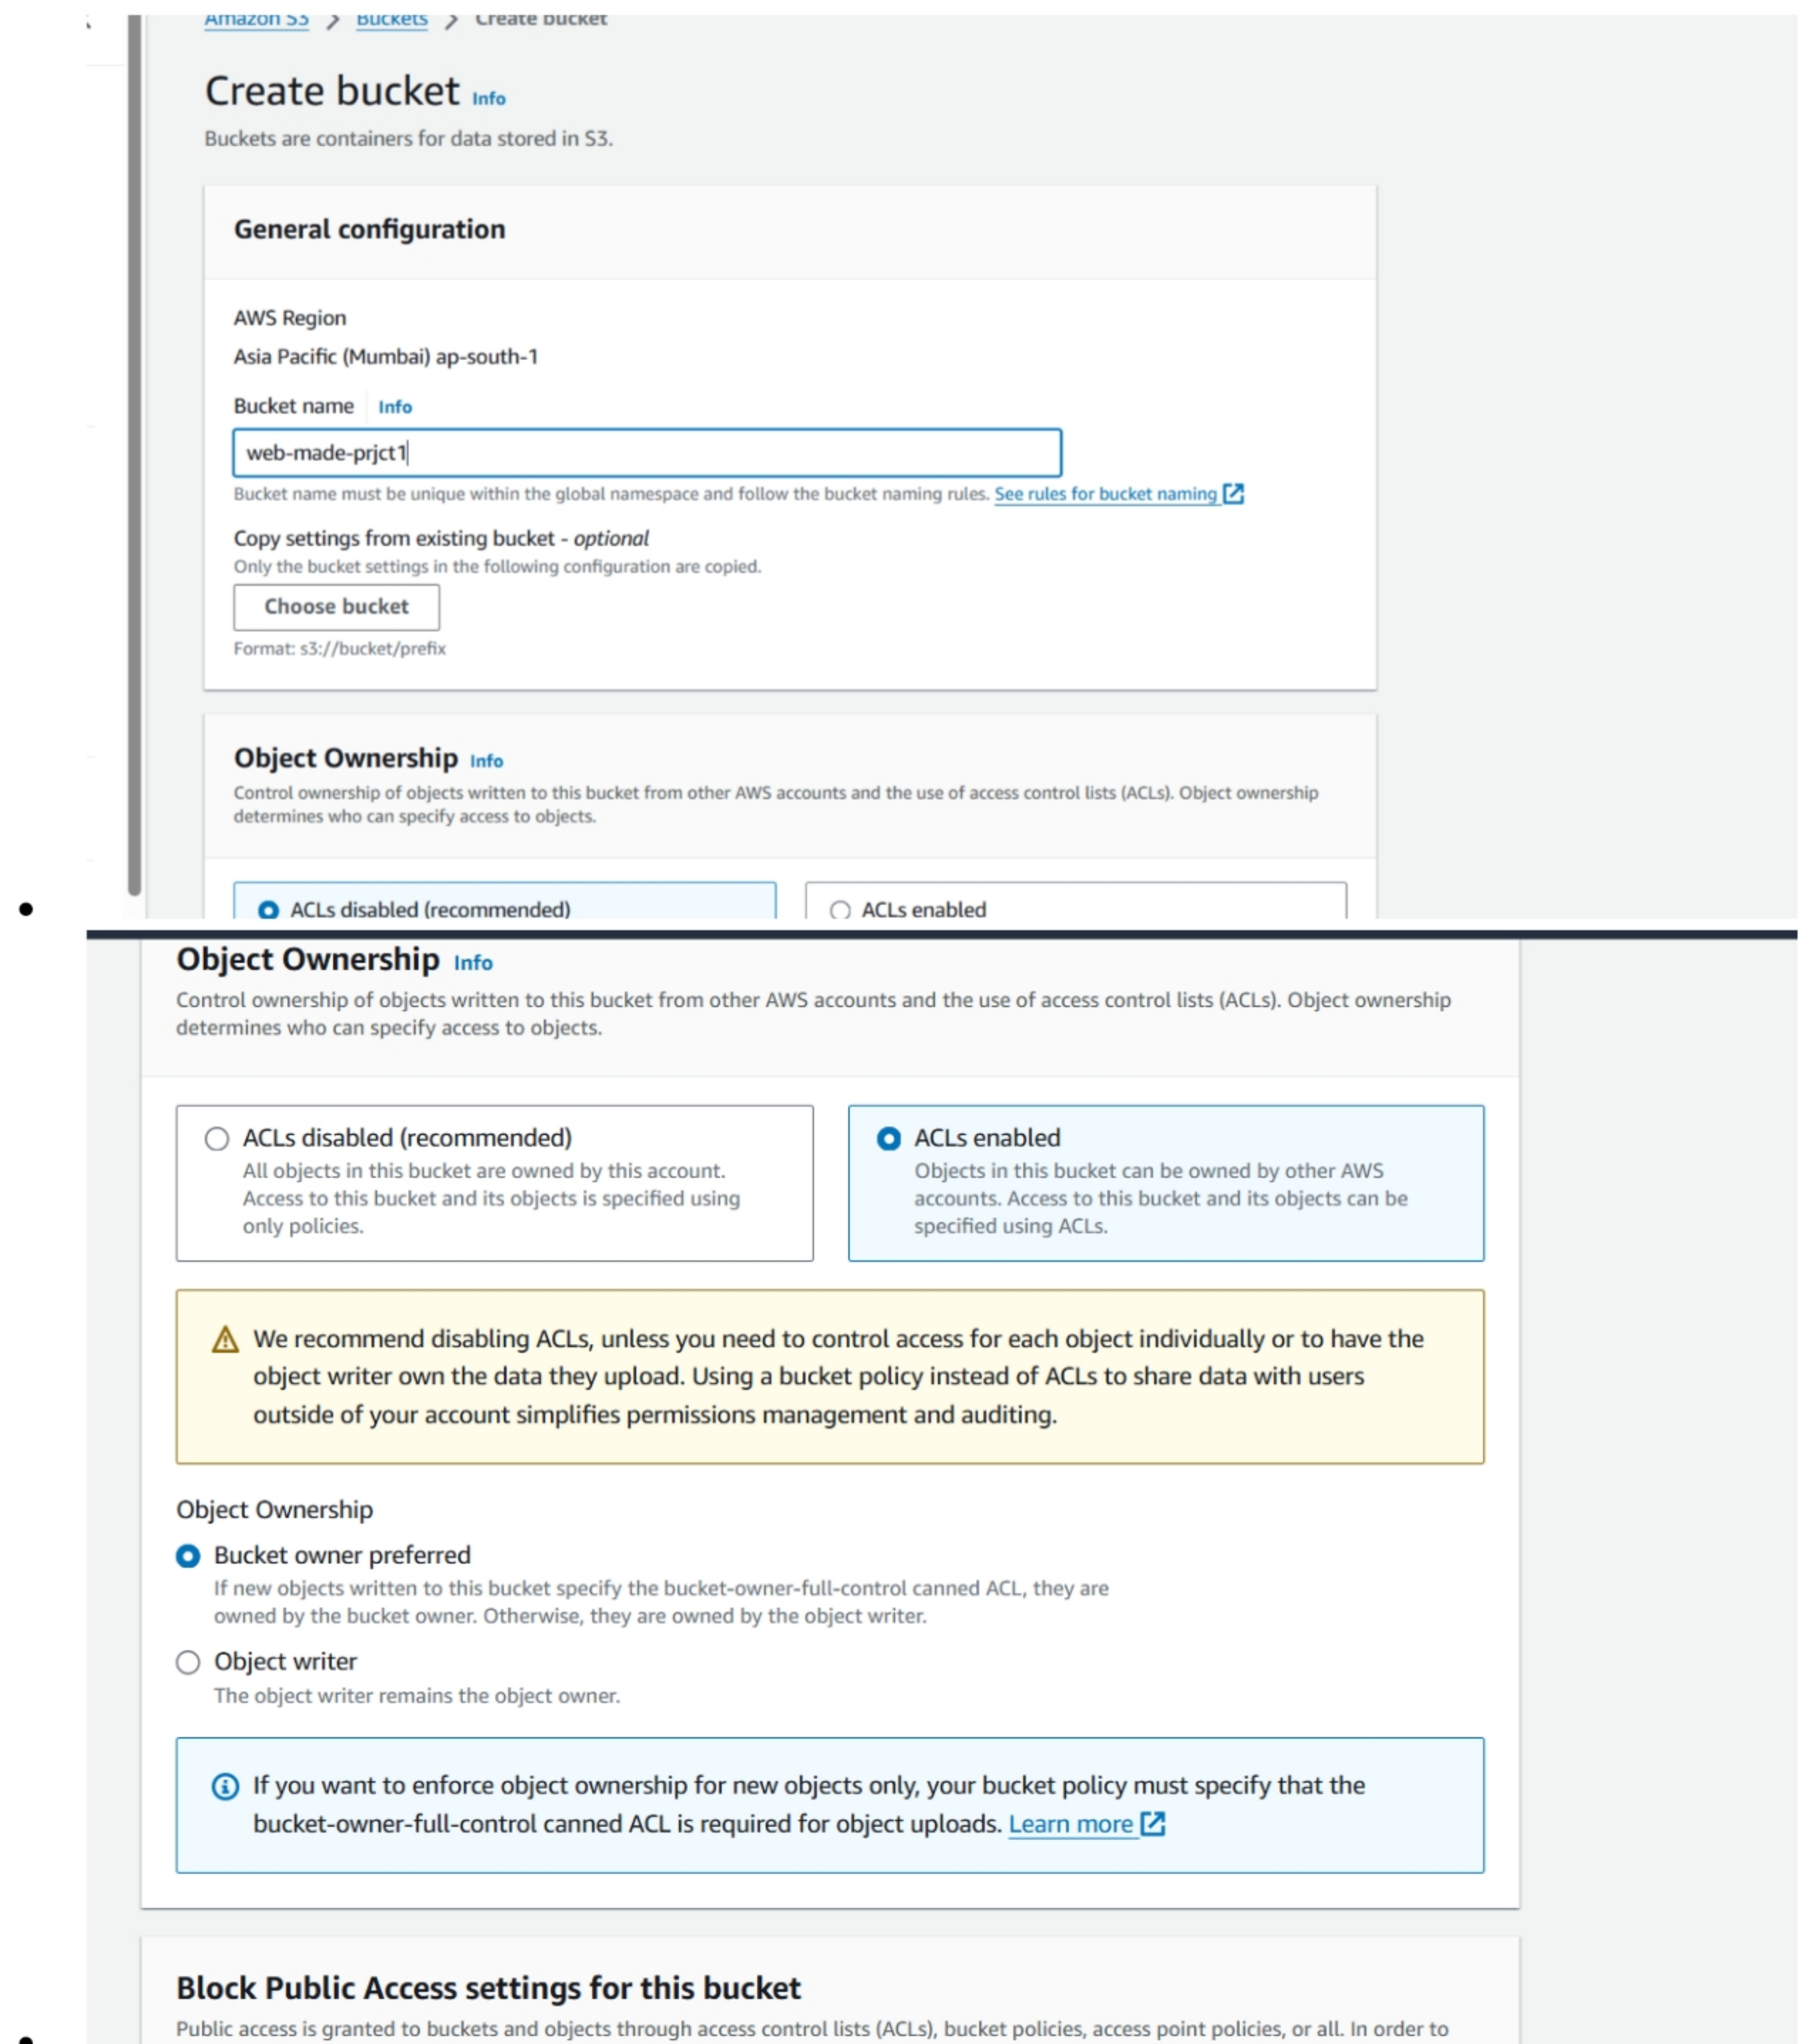 Amazon S3 > Buckets > Create bucket
Create bucket Info
Buckets are containers for data stored in S3.
General configuration
AWS Region
Asia Pacific (Mumbai) ap-south-1
Bucket name Info
web-made-prjct1
Bucket name must be unique within the global namespace and follow the bucket naming rules. See rules for bucket naming
Copy settings from existing bucket - optional
Only the bucket settings in the following configuration are copied.
Choose bucket
Format: s3://bucket/prefix
Object Ownership Info
Control ownership of objects written to this bucket from other AWS accounts and the use of access control lists (ACLs). Object ownership
determines who can specify access to objects.
ACLs disabled (recommended) ACLs enabled
Object Ownership Info
Control ownership of objects written to this bucket from other AWS accounts and the use of access control lists (ACLs). Object ownership
determines who can specify access to objects.
ACLs disabled (recommended)
All objects in this bucket are owned by this account.
Access to this bucket and its objects is specified using
only policies.
ACLs enabled
Objects in this bucket can be owned by other AWS
accounts. Access to this bucket and its objects can be
specified using ACLs.
We recommend disabling ACLs, unless you need to control access for each object individually or to have the
object writer own the data they upload. Using a bucket policy instead of ACLs to share data with users
outside of your account simplifies permissions management and auditing.
Object Ownership
Bucket owner preferred
If new objects written to this bucket specify the bucket-owner-full-control canned ACL, they are
owned by the bucket owner. Otherwise, they are owned by the object writer.
Object writer
The object writer remains the object owner.
If you want to enforce object ownership for new objects only, your bucket policy must specify that the
bucket-owner-full-control canned ACL is required for object uploads. Learn more
Block Public Access settings for this bucket
Public access is granted to buckets and objects through access control lists (ACLs), bucket policies, access point policies, or all. In order to